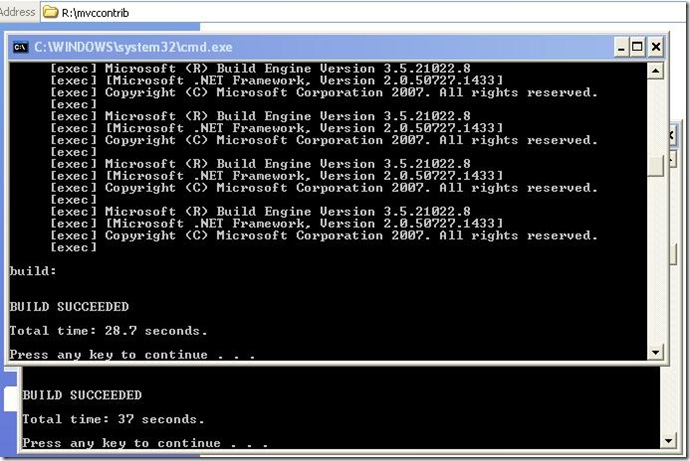 Address R:\mvccontrib
C:\WINDOWS\system32\cmd.exe
[exec] Microsoft (R) Build Engine Version 3.5.21022.8
[exec] [Microsoft .NET Framework, Version 2.0.50727.1433]
[exec] Copyright (C) Microsoft Corporation 2007. All rights reserved.
[exec]
[exec] Microsoft (R) Build Engine Version 3.5.21022.8
[exec] [Microsoft .NET Framework, Version 2.0.50727.1433]
[exec] Copyright (C) Microsoft Corporation 2007. All rights reserved.
[exec]
[exec] Microsoft (R) Build Engine Version 3.5.21022.8
[exec] [Microsoft .NET Framework, Version 2.0.50727.1433]
[exec] Copyright (C) Microsoft Corporation 2007. All rights reserved.
[exec]
[exec] Microsoft (R) Build Engine Version 3.5.21022.8
[exec] [Microsoft .NET Framework, Version 2.0.50727.1433]
[exec] Copyright (C) Microsoft Corporation 2007. All rights reserved.
[exec]
build:
BUILD SUCCEEDED
Total time: 28.7 seconds.
Press any key to continue . . .
BUILD SUCCEEDED
Total time: 37 seconds.
Press any key to continue . . .